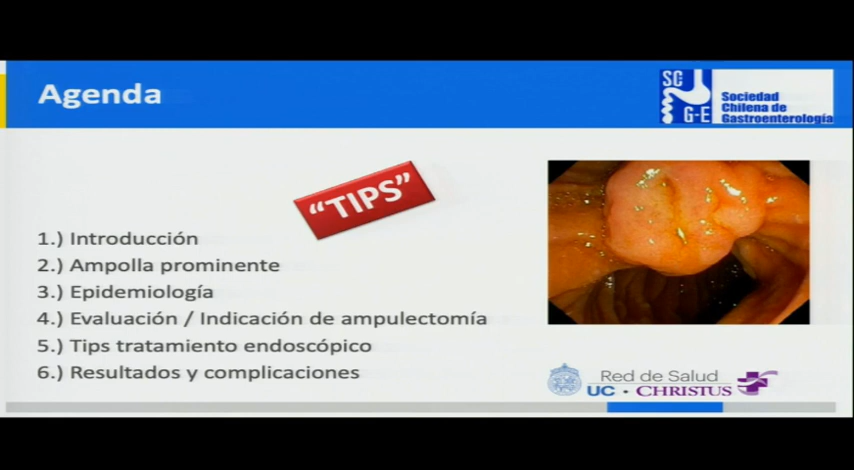 Agenda
SC
G-E
Sociedad
Chilena de
Gastroenterología
"TIPS"
1.) Introducción
2.) Ampolla prominente
3.) Epidemiología
4.) Evaluación / Indicación de ampulectomía
5.) Tips tratamiento endoscópico
6.) Resultados y complicaciones
Red de Salud
UC · CHRISTUS